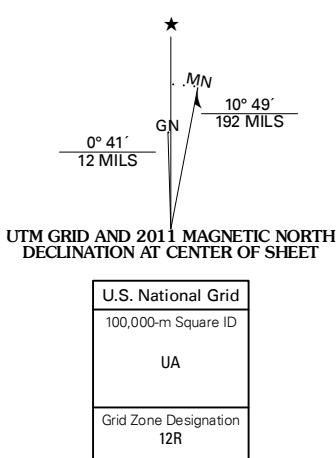 ★
MN
GN
0° 41´
12 MILS
10° 49´
192 MILS
UTM GRID AND 2011 MAGNETIC NORTH
DECLINATION AT CENTER OF SHEET
U.S. National Grid
100,000-m Square ID
UA
Grid Zone Designation
12R